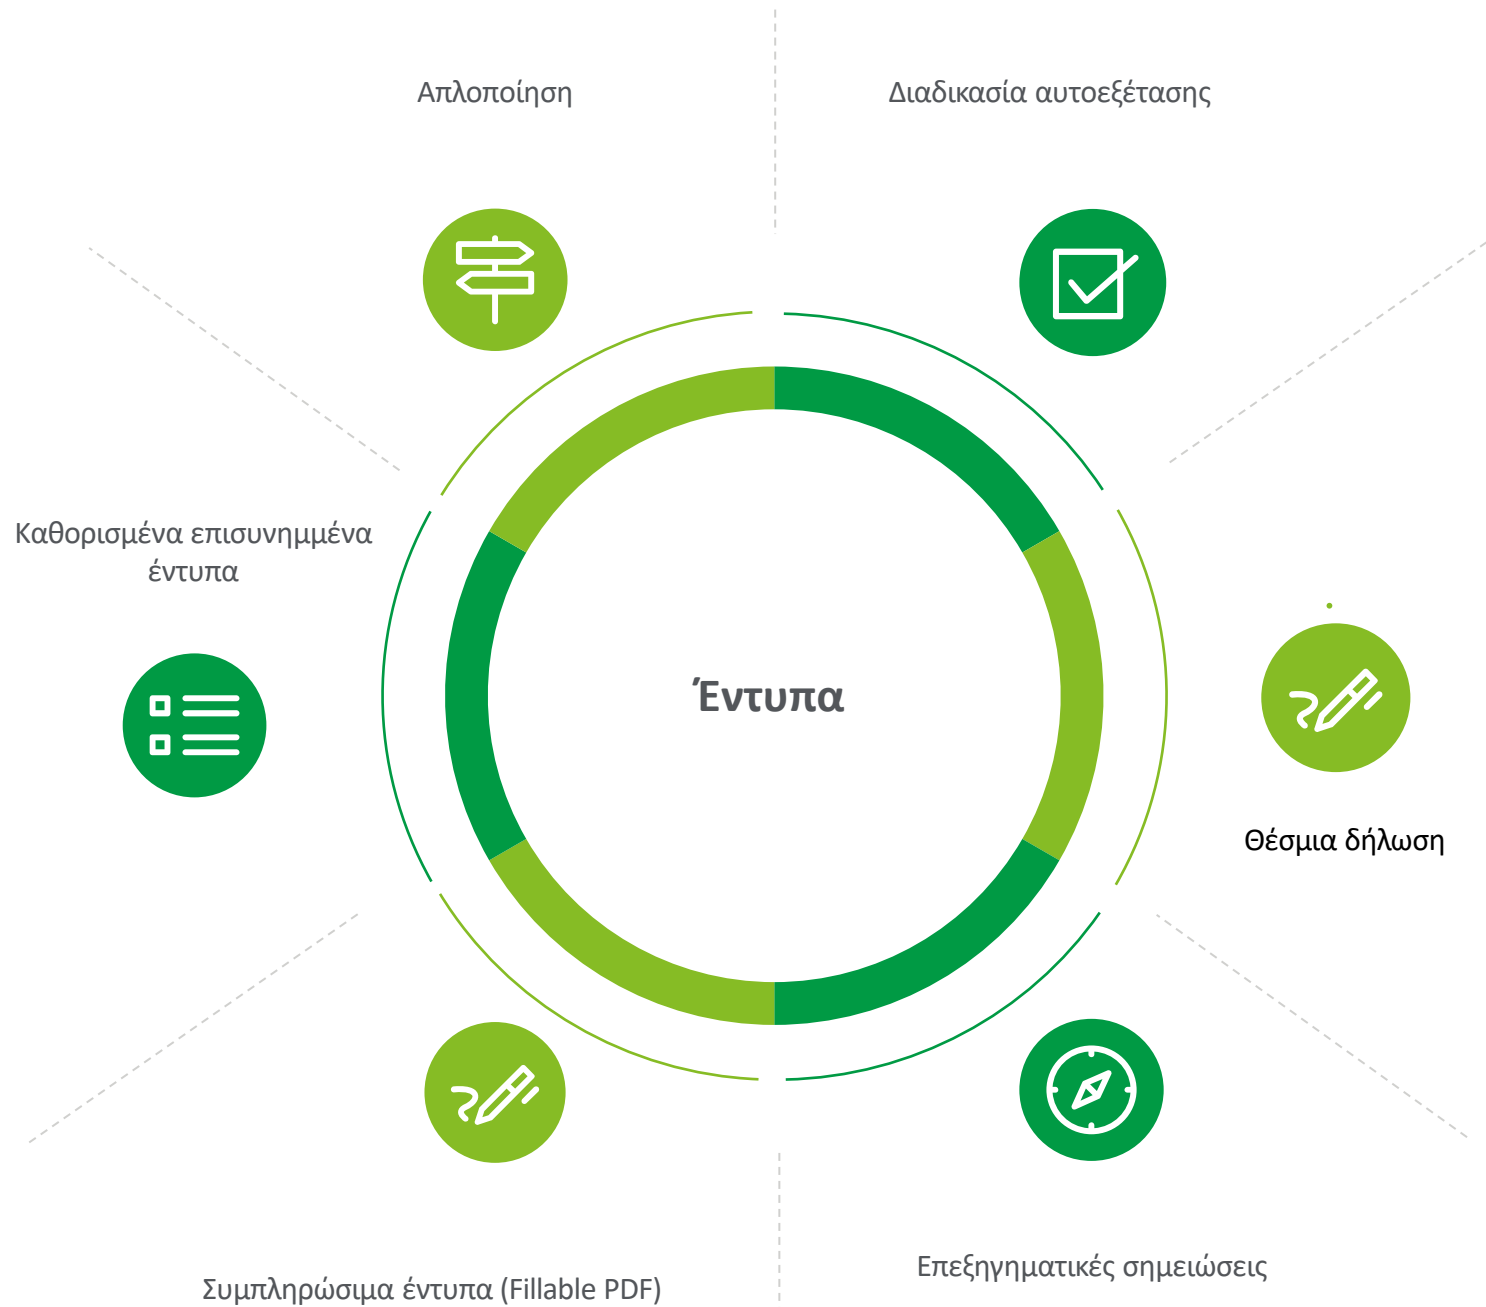 Απλοποίηση
Διαδικασία αυτοεξέτασης
Καθορισμένα επισυνημμένα
έντυπα
Έντυπα
Θέσμια δήλωση
Επεξηγηματικές σημειώσεις
Συμπληρώσιμα έντυπα (Fillable PDF)